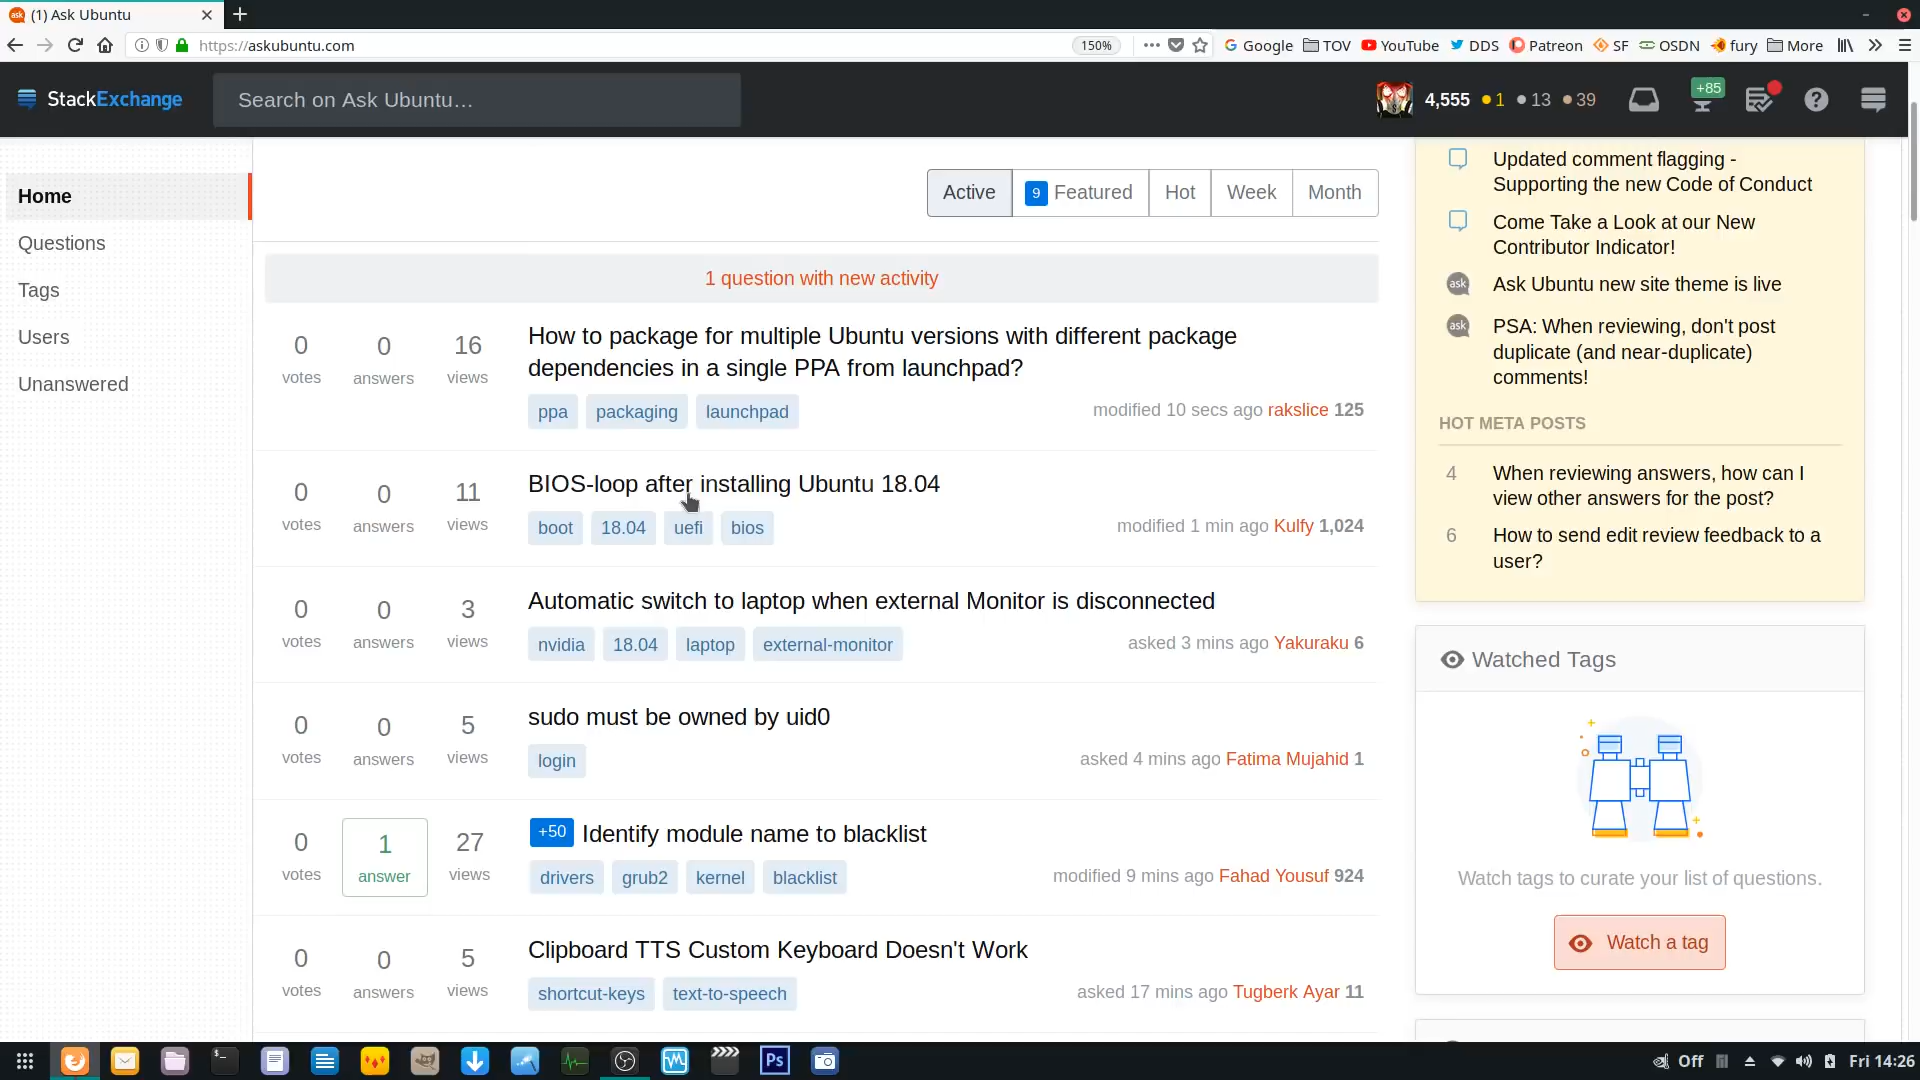 (1) Ask Ubuntu
https://askubuntu.com
150%
Google
TOV
YouTube
DDS
Patreon
SF
OSDN
fury
More
StackExchange
Search on Ask Ubuntu…
4,555 1 13 39
+85
Home
Questions
Tags
Users
Unanswered
Active
9 Featured
Hot
Week
Month
1 question with new activity
0 votes
0 answers
16 views
How to package for multiple Ubuntu versions with different package
dependencies in a single PPA from launchpad?
ppa packaging launchpad
modified 10 secs ago rakslice 125
0 votes
0 answers
11 views
BIOS-loop after installing Ubuntu 18.04
boot 18.04 uefi bios
modified 1 min ago Kulfy 1,024
0 votes
0 answers
3 views
Automatic switch to laptop when external Monitor is disconnected
nvidia 18.04 laptop external-monitor
asked 3 mins ago Yakuraku 6
0 votes
0 answers
5 views
sudo must be owned by uid0
login
asked 4 mins ago Fatima Mujahid 1
0 votes
1 answer
27 views
+50 Identify module name to blacklist
drivers grub2 kernel blacklist
modified 9 mins ago Fahad Yousuf 924
0 votes
0 answers
5 views
Clipboard TTS Custom Keyboard Doesn't Work
shortcut-keys text-to-speech
asked 17 mins ago Tugberk Ayar 11
Updated comment flagging -
Supporting the new Code of Conduct
Come Take a Look at our New
Contributor Indicator!
ask Ask Ubuntu new site theme is live
ask PSA: When reviewing, don't post
duplicate (and near-duplicate)
comments!
HOT META POSTS
4 When reviewing answers, how can I
view other answers for the post?
6 How to send edit review feedback to a
user?
Watched Tags
Watch tags to curate your list of questions.
Watch a tag
Ps
Off
Fri 14:26